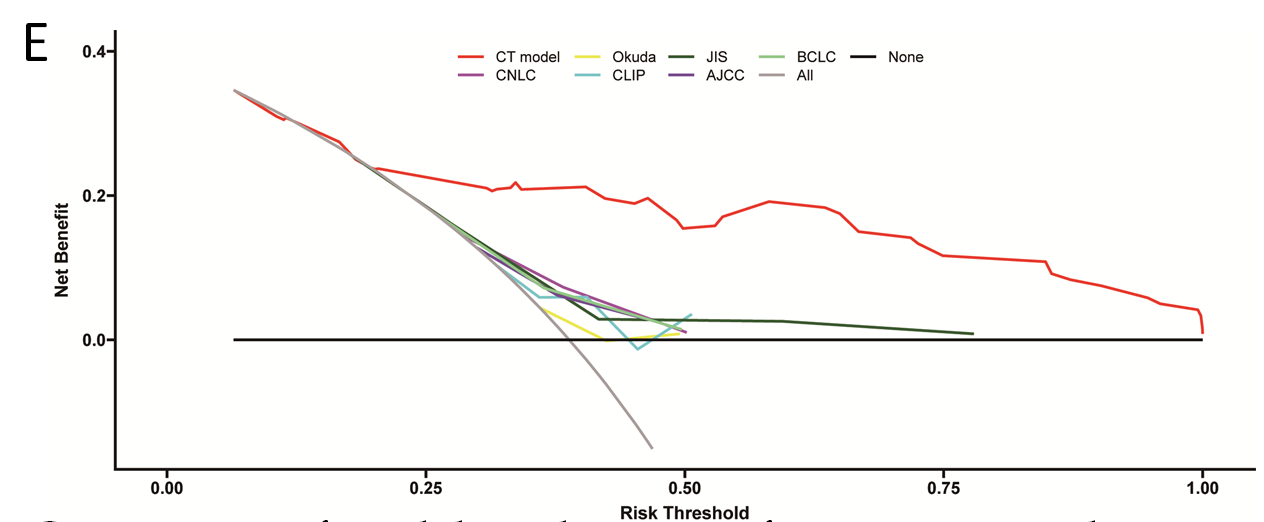 E
CT model Okuda JIS BCLC None
CNLC CLIP AJCC All
0.4
0.2
0.0
Net Benefit
0.00 0.25 0.50 0.75 1.00
Risk Threshold